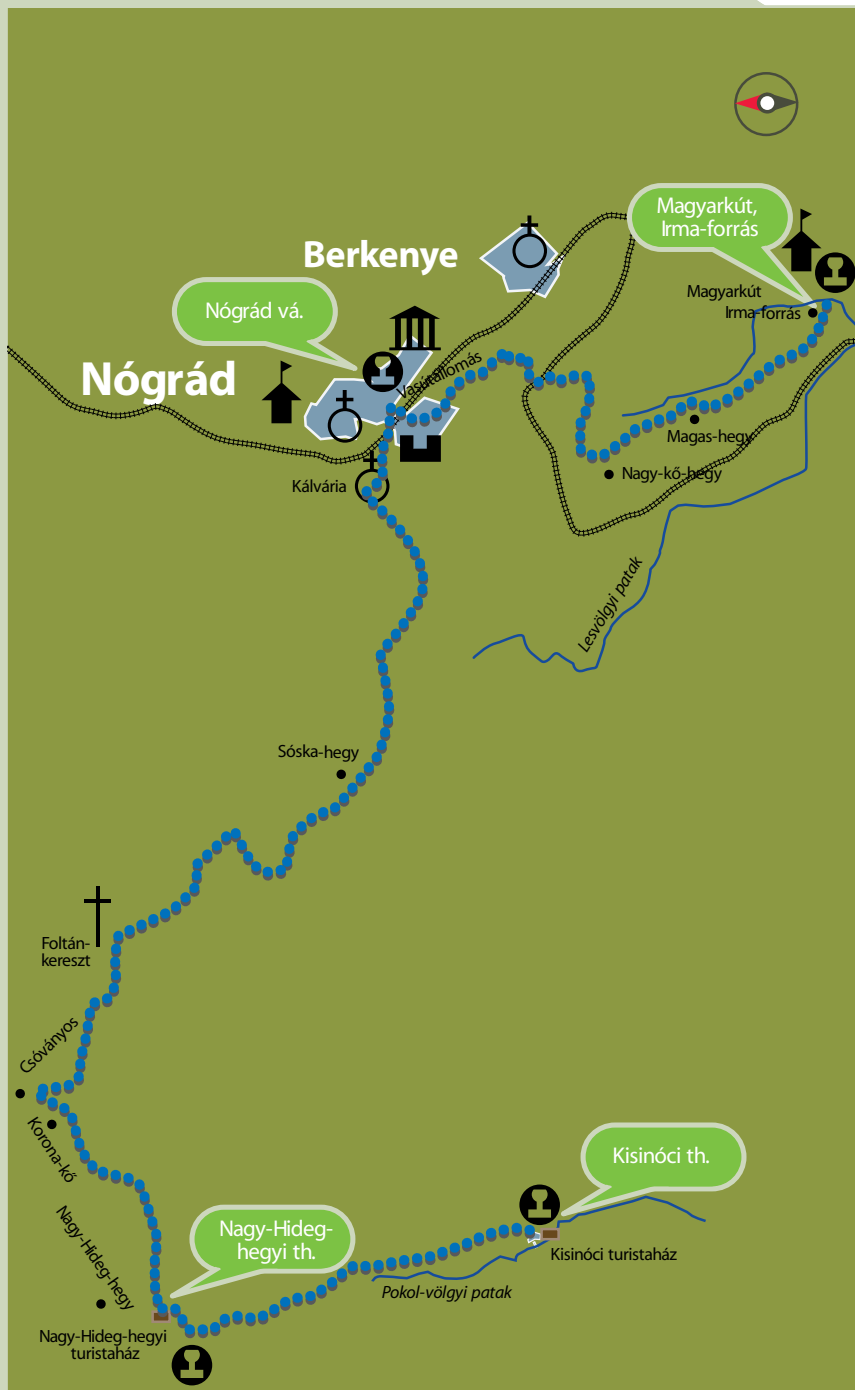 Magyarkút,
Irma-forrás
Berkenye
Magyarkút
Irma-forrás
Nógrád vá.
Vasútállomás
Nógrád
Magas-hegy
Nagy-kő-hegy
Kálvária
Lesvölgyi patak
Sóska-hegy
Foltán-
kereszt
Csóványos
Korona-kő
Kisinóci th.
Nagy-Hideg-hegy
Nagy-Hideg-
hegyi th.
Kisinóci turistaház
Pokol-völgyi patak
Nagy-Hideg-hegyi
turistaház